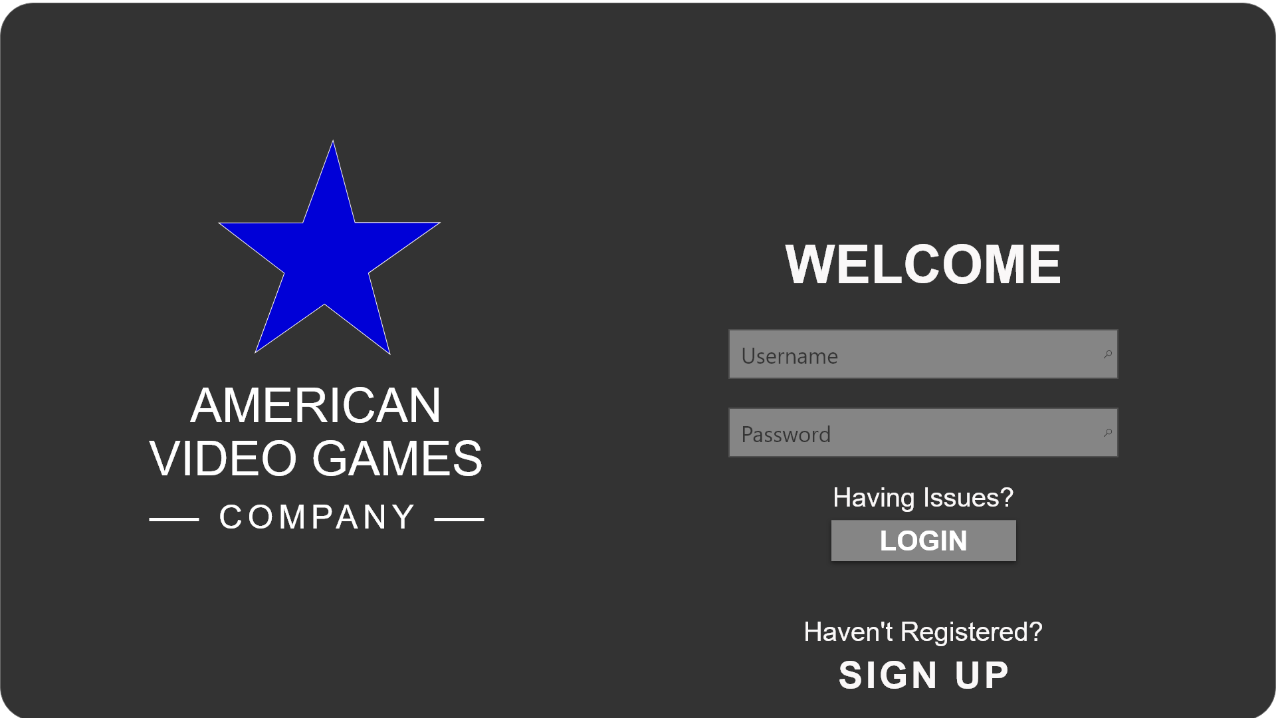 AMERICAN
VIDEO GAMES
COMPANY
WELCOME
Username
Password
Having Issues?
LOGIN
Haven't Registered?
SIGN UP